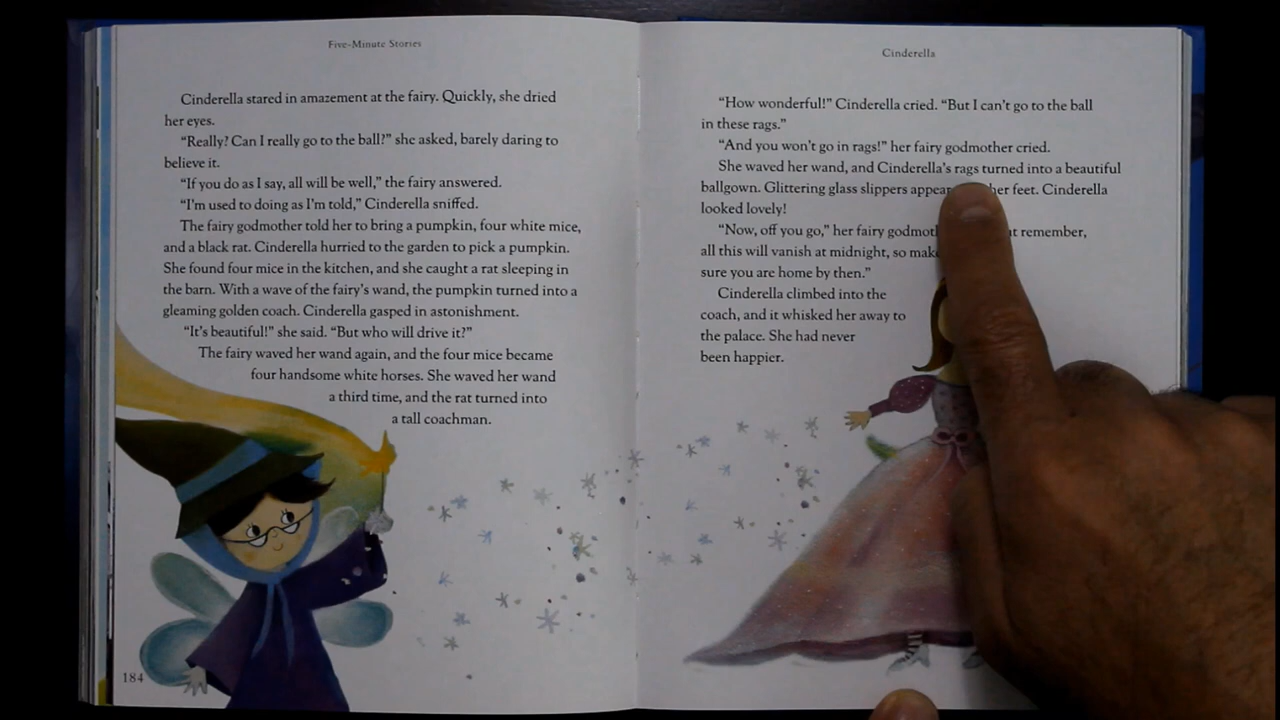 Five-Minute Stories
Cinderella stared in amazement at the fairy. Quickly, she dried
her eyes.
“Really? Can I really go to the ball?” she asked, barely daring to
believe it.
“If you do as I say, all will be well,” the fairy answered.
“I’m used to doing as I’m told,” Cinderella sniffed.
The fairy godmother told her to bring a pumpkin, four white mice,
and a black rat. Cinderella hurried to the garden to pick a pumpkin.
She found four mice in the kitchen, and she caught a rat sleeping in
the barn. With a wave of the fairy’s wand, the pumpkin turned into a
gleaming golden coach. Cinderella gasped in astonishment.
“It’s beautiful!” she said. “But who will drive it?”
The fairy waved her wand again, and the four mice became
four handsome white horses. She waved her wand
a third time, and the rat turned into
a tall coachman.
184
Cinderella
“How wonderful!” Cinderella cried. “But I can’t go to the ball
in these rags.”
“And you won’t go in rags!” her fairy godmother cried.
She waved her wand, and Cinderella’s rags turned into a beautiful
ballgown. Glittering glass slippers her feet. Cinderella
looked lovely!
“Now, off you go,” her fairy remember,
all this will vanish at midnight, so
sure you are home by then.”
Cinderella climbed into the
coach, and it whisked her away to
the palace. She had never
been happier.